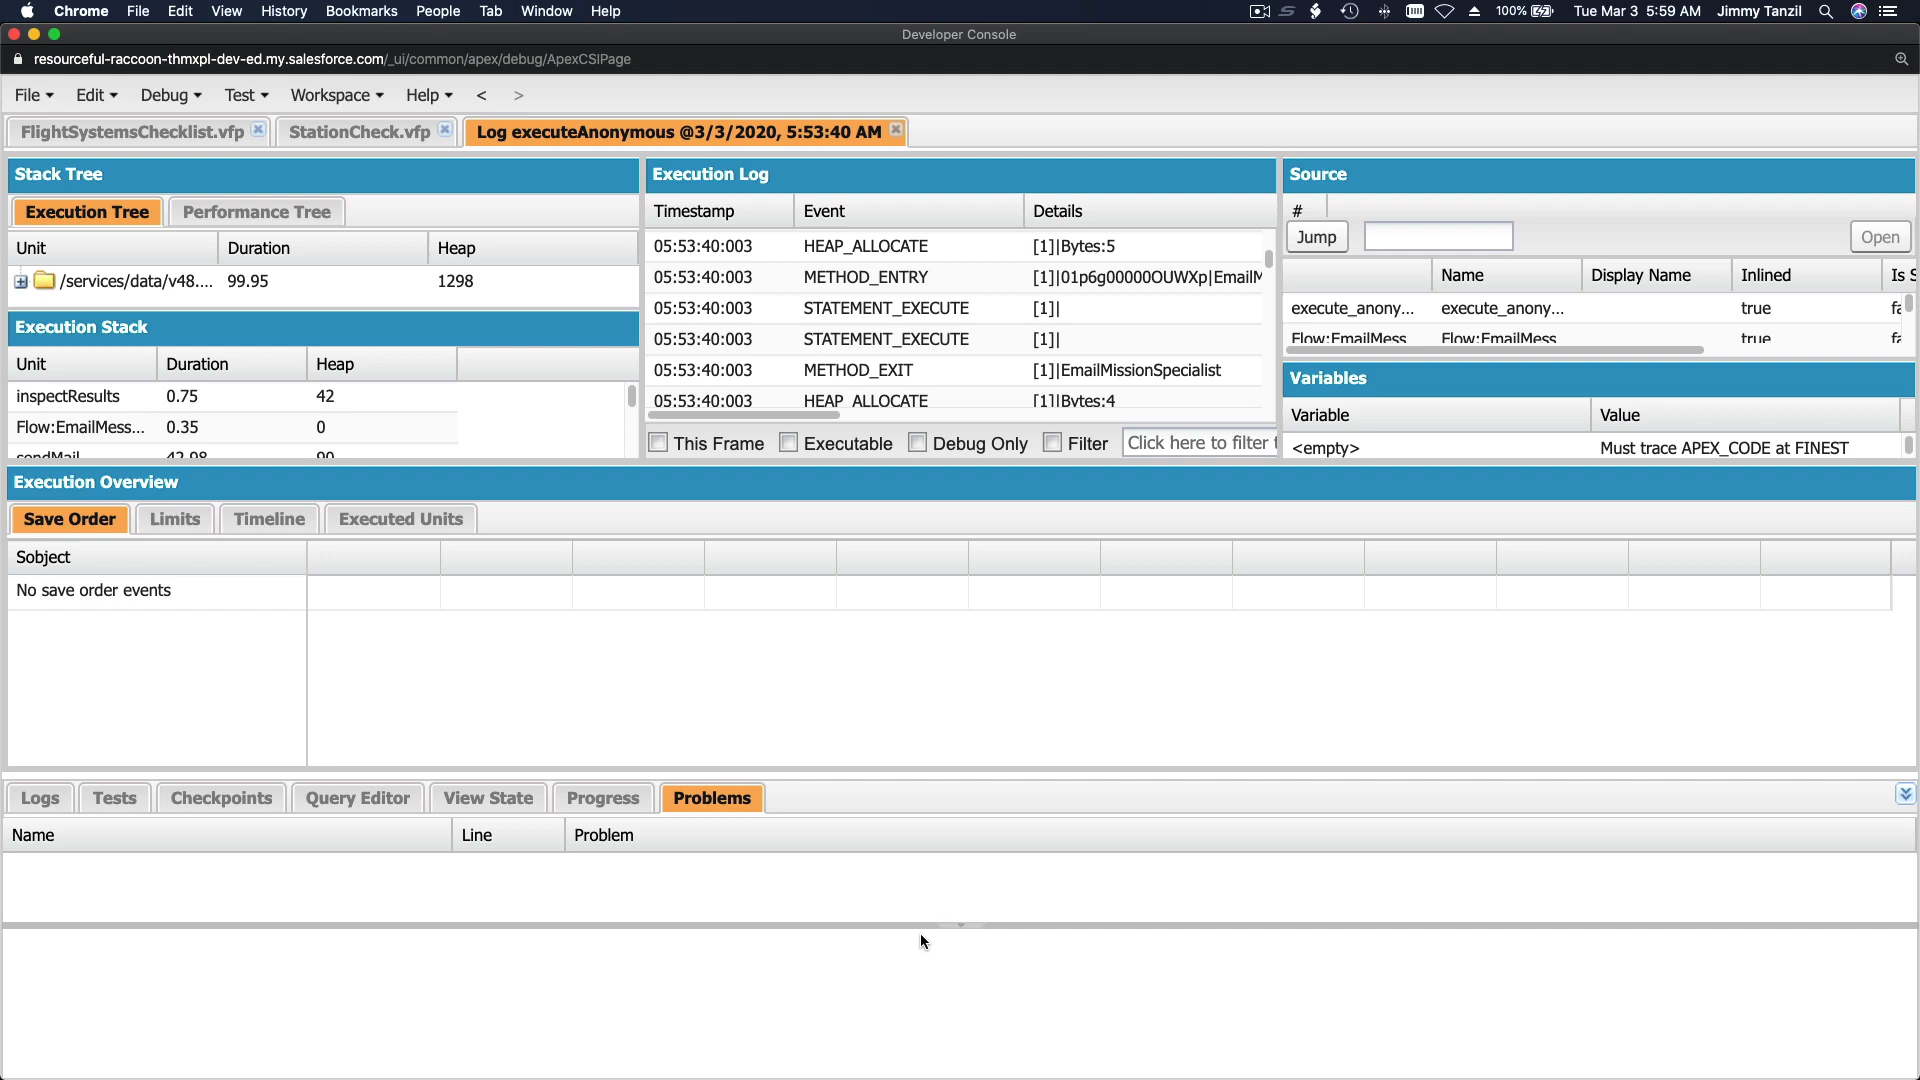 Chrome File Edit View History Bookmarks People Tab Window Help 100% Tue Mar 3 5:59 AM Jimmy Tanzil
Developer Console
resourceful-raccoon-thmxpl-dev-ed.my.salesforce.com/_ui/common/apex/debug/ApexCSIPage
File Edit Debug Test Workspace Help < >
FlightSystemsChecklist.vfp StationCheck.vfp Log executeAnonymous @3/3/2020, 5:53:40 AM
Stack Tree
Execution Tree Performance Tree
Unit Duration Heap
/services/data/v48.... 99.95 1298
Execution Stack
Unit Duration Heap
inspectResults 0.75 42
Flow:EmailMess... 0.35 0
sendMail 42.98 90
Execution Log
Timestamp Event Details
05:53:40:003 HEAP_ALLOCATE [1]|Bytes:5
05:53:40:003 METHOD_ENTRY [1]|01p6g00000OUWXp|EmailM
05:53:40:003 STATEMENT_EXECUTE [1]|
05:53:40:003 STATEMENT_EXECUTE [1]|
05:53:40:003 METHOD_EXIT [1]|EmailMissionSpecialist
05:53:40:003 HEAP_ALLOCATE [1]|Bytes:4
This Frame Executable Debug Only Filter Click here to filter t
Source
#
Jump Open
Name Display Name Inlined Is S
execute_anony... execute_anony... true fa
Flow:EmailMess Flow:EmailMess true fa
Variables
Variable Value
<empty> Must trace APEX_CODE at FINEST
Execution Overview
Save Order Limits Timeline Executed Units
Sobject
No save order events
Logs Tests Checkpoints Query Editor View State Progress Problems
Name Line Problem